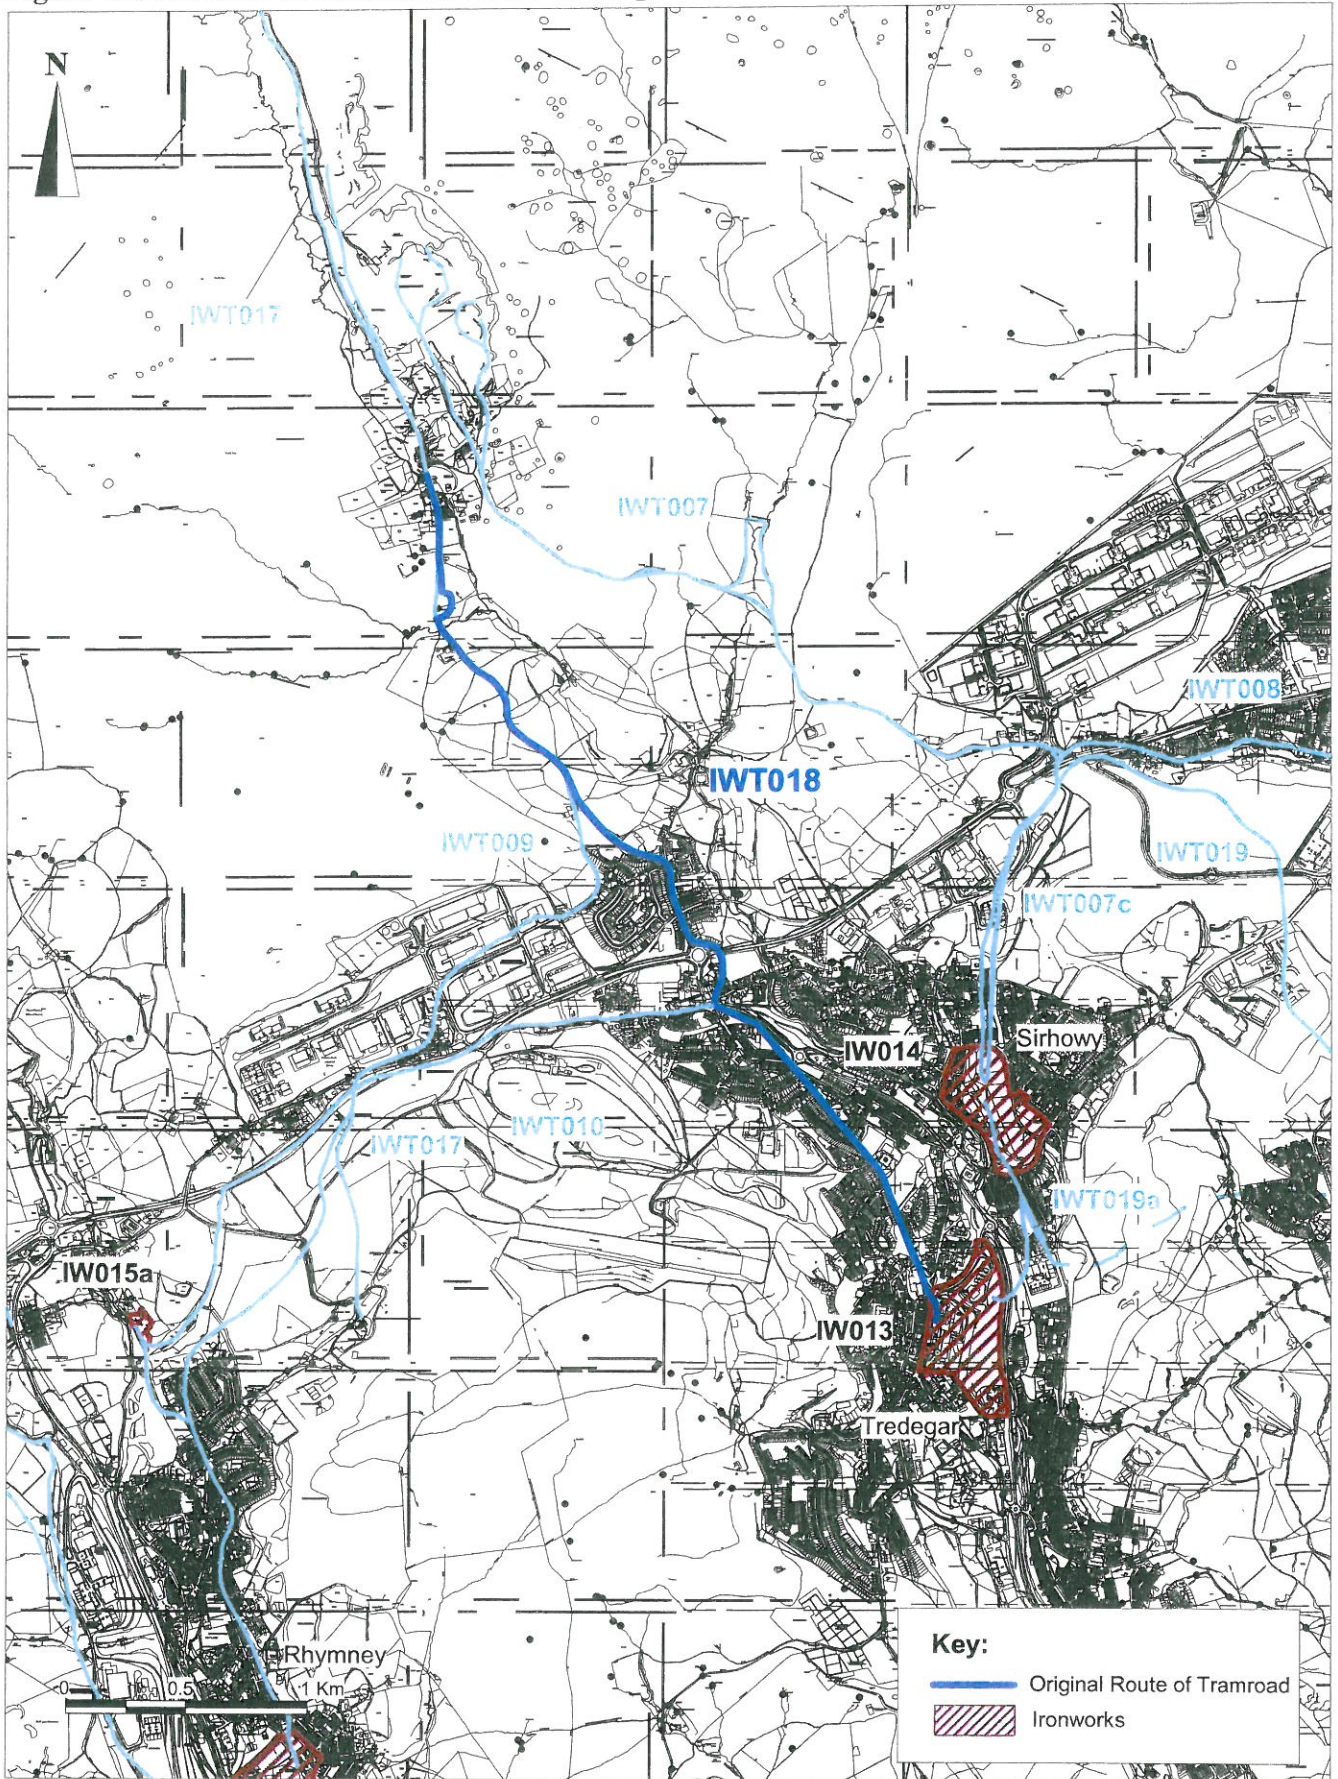 N
IWT017
IWT007
IWT008
IWT018
IWT009
IWT019
IWT007c
IW014
Sirhowy
IWT010
IWT017
IWT019a
IW015a
IW013
Tredegar
Rhymney
0 0.5 1 Km
Key:
Original Route of Tramroad
Ironworks